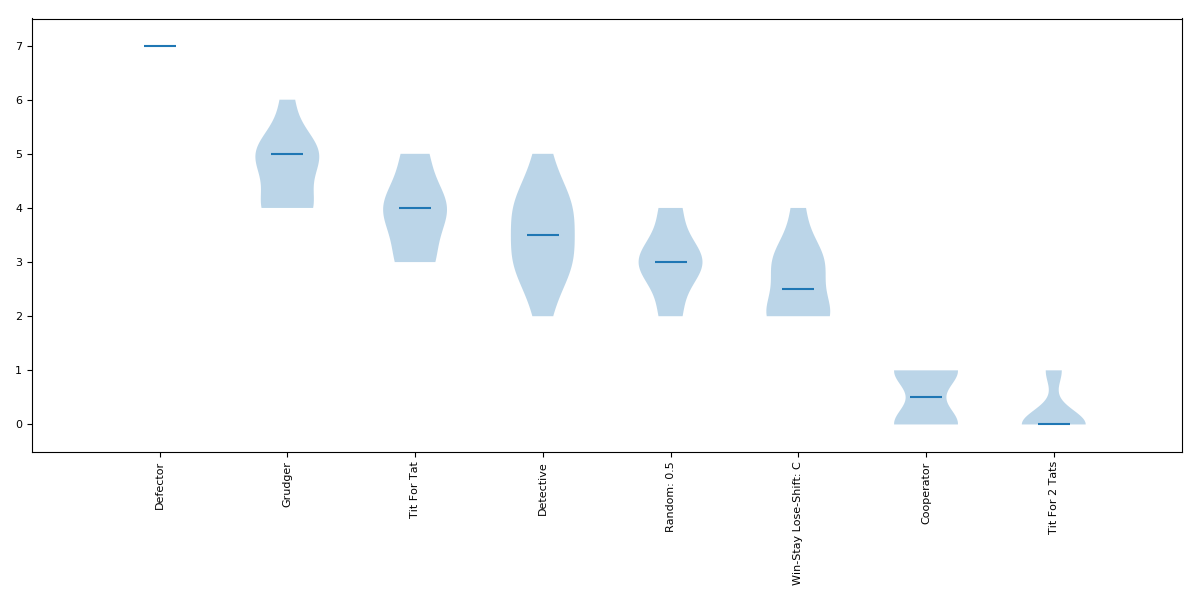 7
6
5
4
3
2
1
0
Defector
Grudger
Tit For Tat
Detective
Random: 0.5
Win-Stay Lose-Shift: C
Cooperator
Tit For 2 Tats